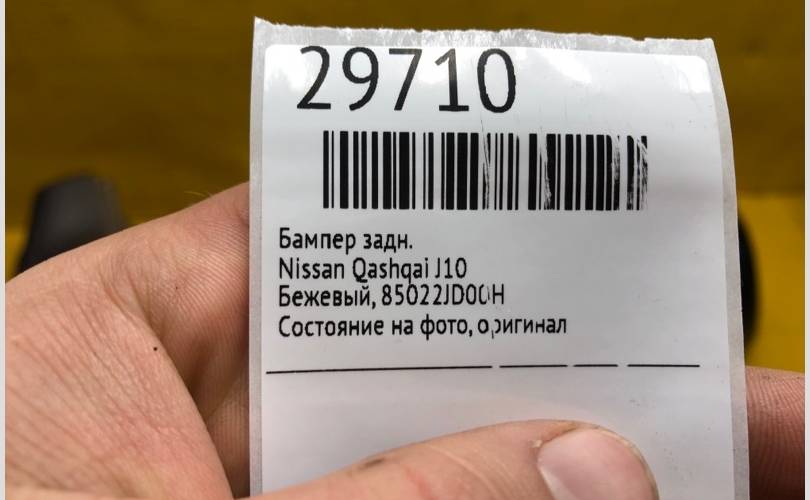 29710
Бампер задн.
Nissan Qashqai J10
Бежевый, 85022JD00H
Состояние на фото, оригинал